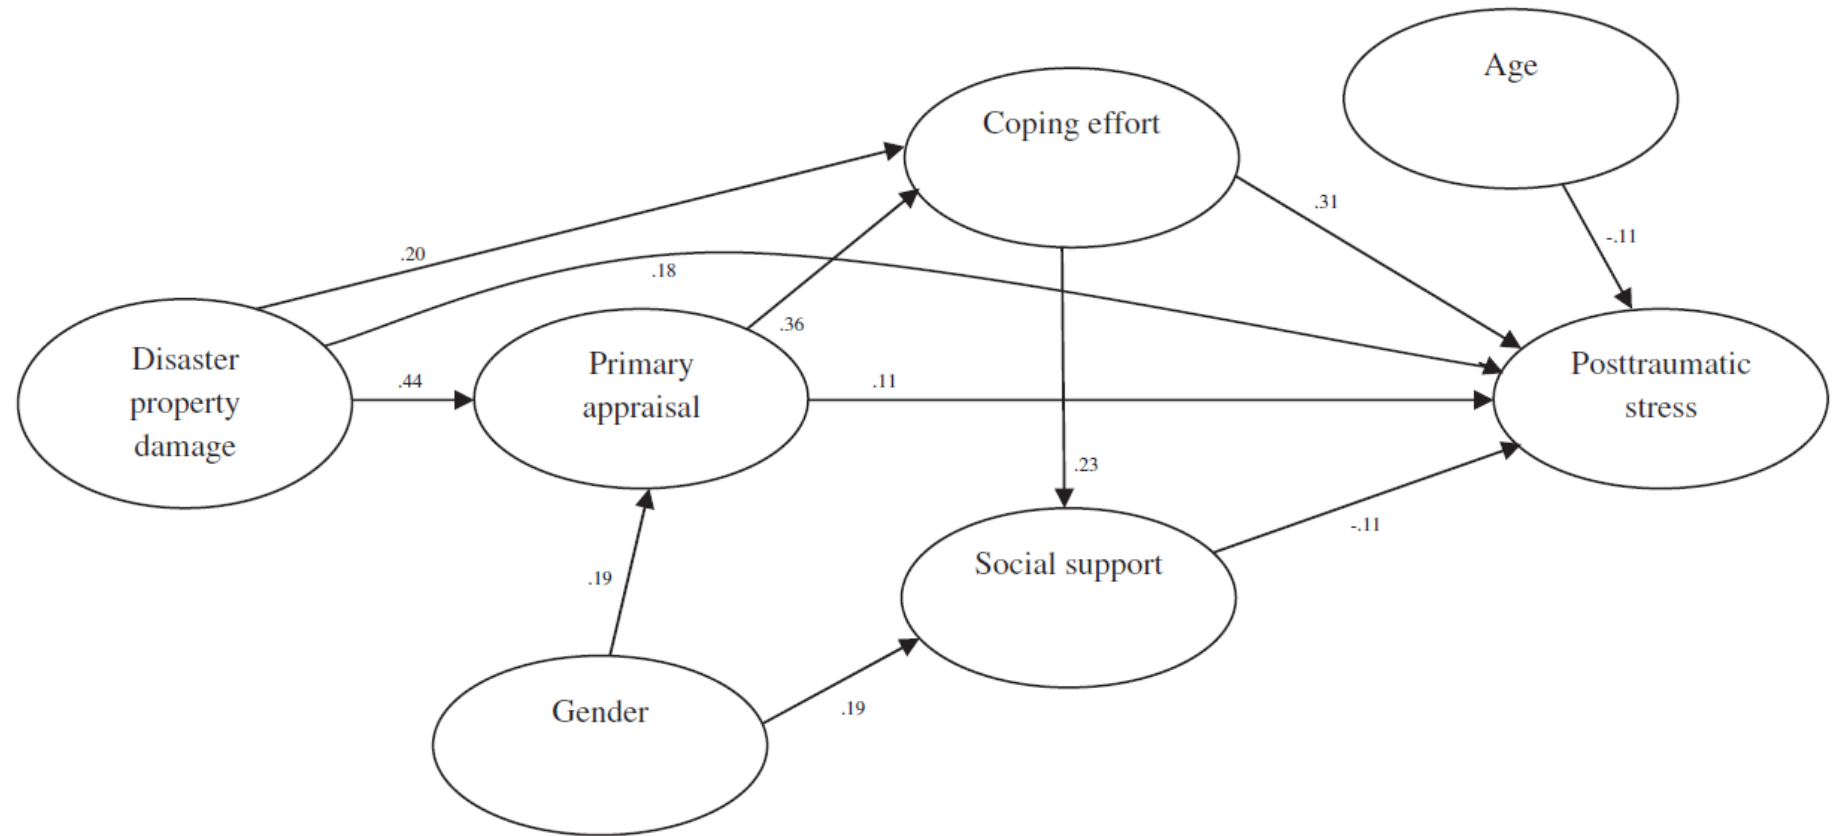 Age
Coping effort
.31
-.11
.20
.18
.36
Disaster
property
damage
.44
Primary
appraisal
.11
Posttraumatic
stress
.23
-.11
Social support
.19
Gender
.19